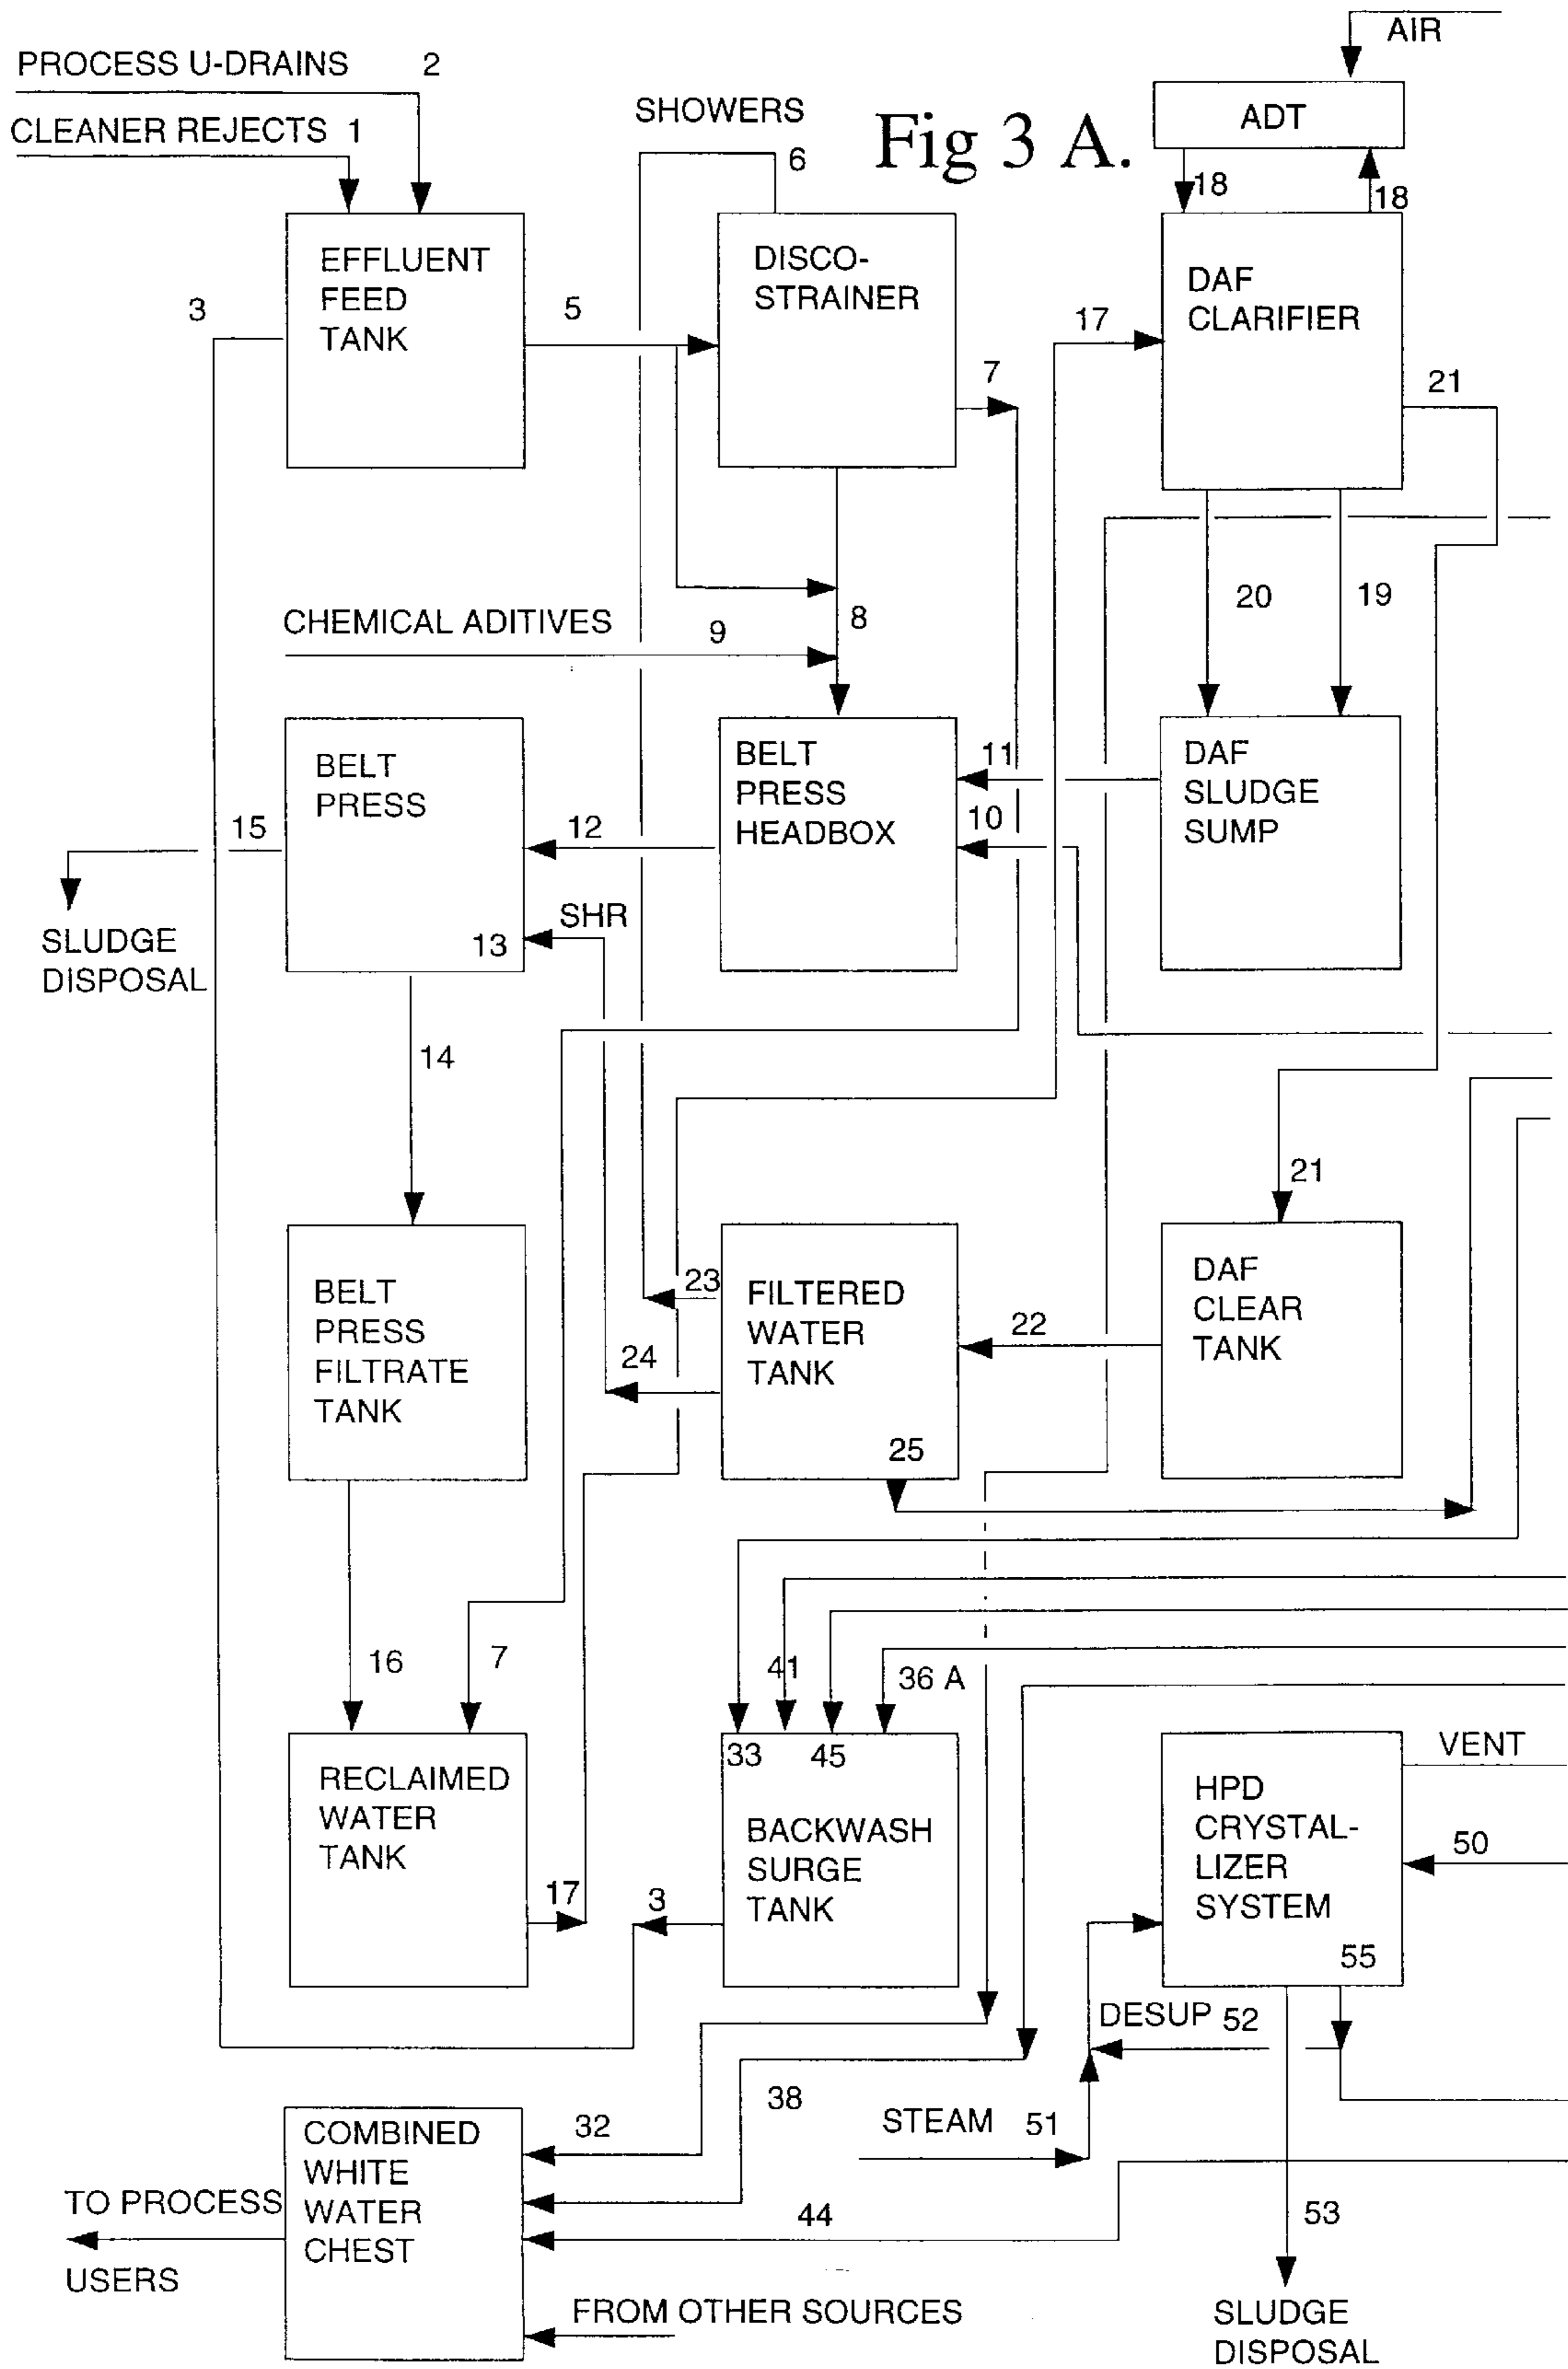 AIR
PROCESS U-DRAINS 2
CLEANER REJECTS 1
SHOWERS
6
Fig 3 A.
ADT
18
18
EFFLUENT
FEED
TANK
3
5
DISCO-
STRAINER
7
DAF
CLARIFIER
17
21
20
19
8
CHEMICAL ADITIVES
9
BELT
PRESS
15
SLUDGE
DISPOSAL
12
SHR
13
BELT
PRESS
HEADBOX
11
10
DAF
SLUDGE
SUMP
14
21
BELT
PRESS
FILTRATE
TANK
23
24
FILTERED
WATER
TANK
25
22
DAF
CLEAR
TANK
16
7
41
36 A
33
45
RECLAIMED
WATER
TANK
17
3
BACKWASH
SURGE
TANK
HPD
CRYSTAL-
LIZER
SYSTEM
55
VENT
50
DESUP 52
38
STEAM 51
32
COMBINED
WHITE
WATER
CHEST
TO PROCESS
USERS
44
53
FROM OTHER SOURCES
SLUDGE
DISPOSAL